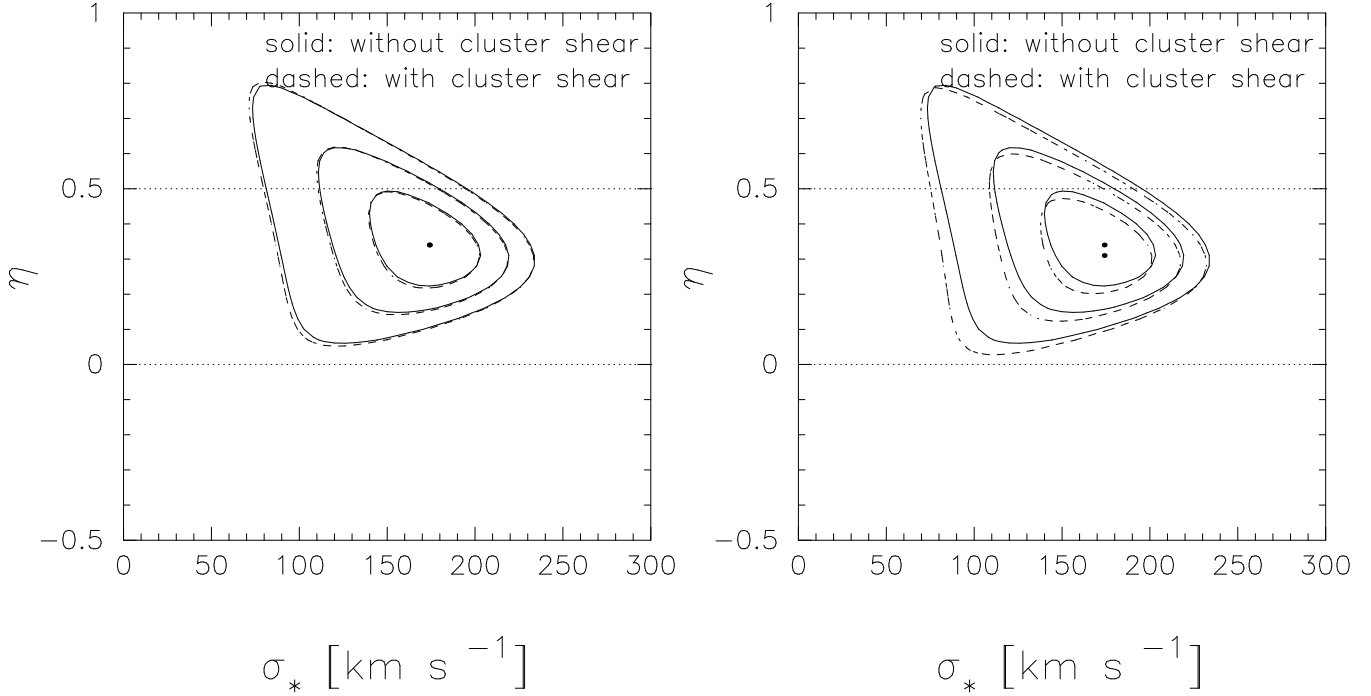 solid: without cluster shear
dashed: with cluster shear
1
0.5
0
−0.5
η
0 50 100 150 200 250 300
σ* [km s −1]
solid: without cluster shear
dashed: with cluster shear
1
0.5
0
−0.5
η
0 50 100 150 200 250 300
σ* [km s −1]